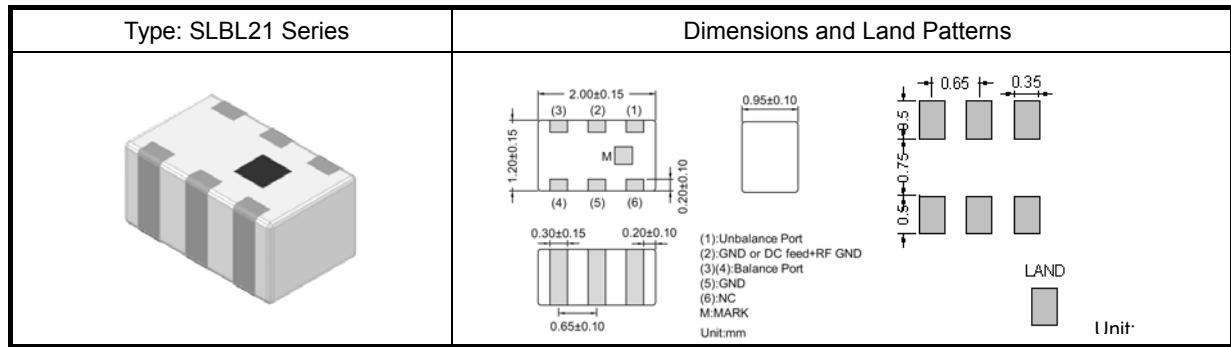 Type: SLBL21 Series
Dimensions and Land Patterns
2.00±0.15
(3) (2) (1)
1.20±0.15
M
0.20±0.10
(4) (5) (6)
0.95±0.10
0.30±0.15 0.20±0.10
0.65±0.10
(1):Unbalance Port
(2):GND or DC feed+RF GND
(3)(4):Balance Port
(5):GND
(6):NC
M:MARK
Unit:mm
0.65 0.35
0.5
0.75
0.5
LAND
Unit: